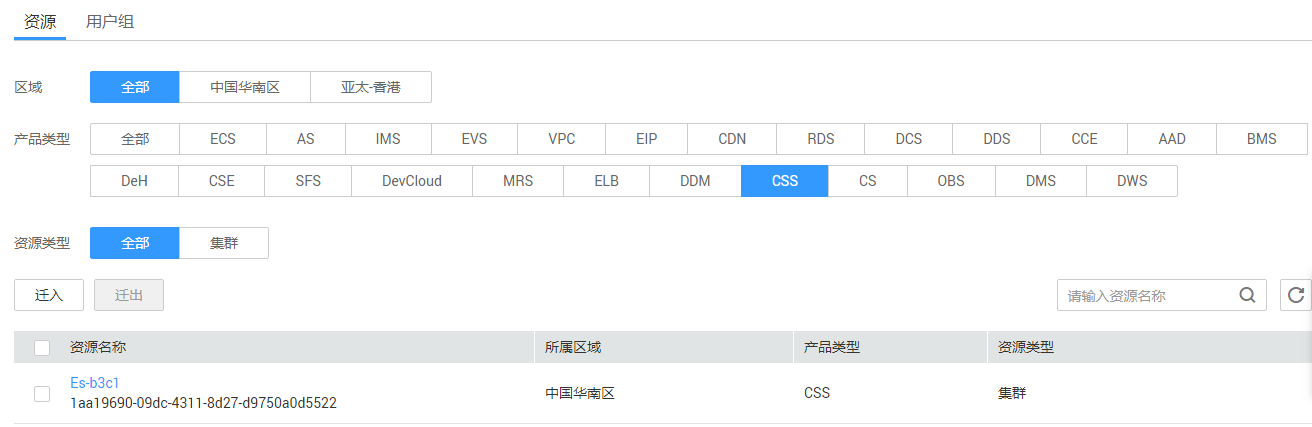 资源 用户组
区域 全部 中国华南区 亚太-香港
产品类型 全部 ECS AS IMS EVS VPC EIP CDN RDS DCS DDS CCE AAD BMS
DeH CSE SFS DevCloud MRS ELB DDM CSS CS OBS DMS DWS
资源类型 全部 集群
迁入 迁出 请输入资源名称
资源名称 所属区域 产品类型 资源类型
Es-b3c1
1aa19690-09dc-4311-8d27-d9750a0d5522 中国华南区 CSS 集群